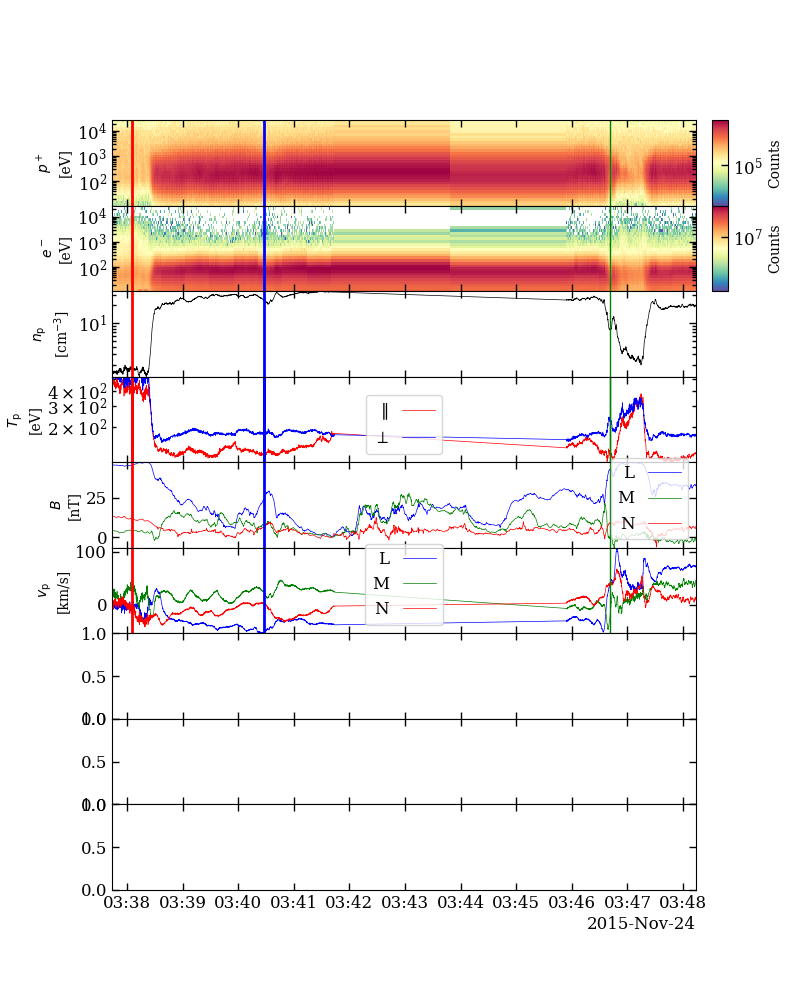 10⁴
10³
10²
p⁺
[eV]
10⁵
Counts
10⁴
10³
10²
e⁻
[eV]
10⁷
Counts
10¹
nₚ
[cm⁻³]
4 × 10²
3 × 10²
2 × 10²
Tₚ
[eV]
∥
⊥
25
0
B
[nT]
L
M
N
100
0
vₚ
[km/s]
L
M
N
1.0
0.5
0.0
1.0
0.5
0.0
1.0
0.5
0.0
03:38 03:39 03:40 03:41 03:42 03:43 03:44 03:45 03:46 03:47 03:48
2015-Nov-24